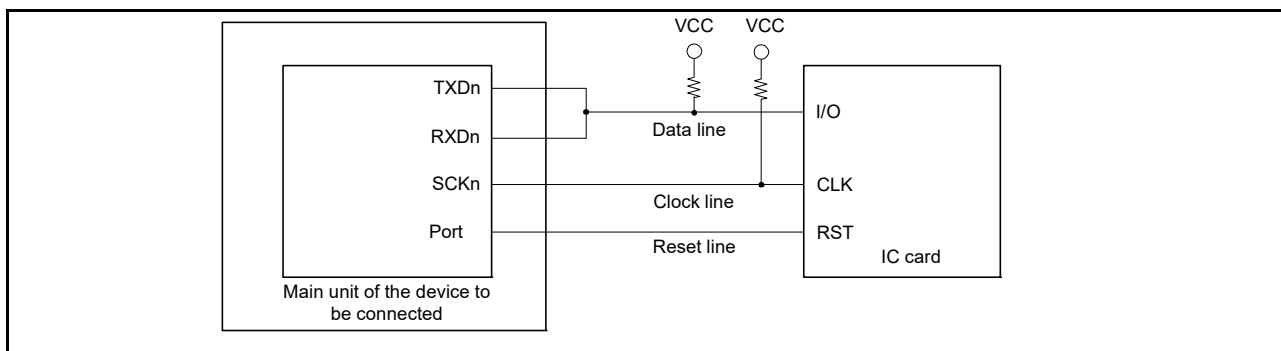 VCC VCC
TXDn
I/O
Data line
RXDn
SCKn
CLK
Clock line
Port
RST
Reset line
IC card
Main unit of the device to
be connected